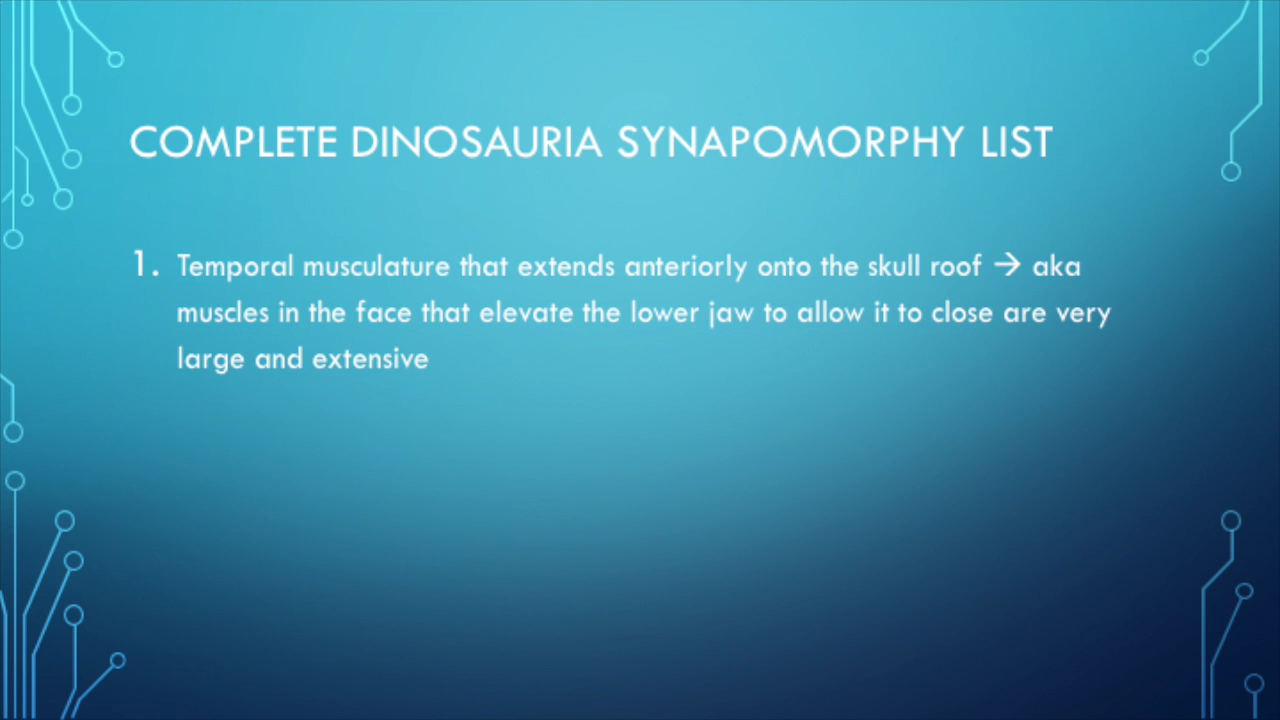 COMPLETE DINOSAURIA SYNAPOMORPHY LIST
1. Temporal musculature that extends anteriorly onto the skull roof → aka
muscles in the face that elevate the lower jaw to allow it to close are very
large and extensive